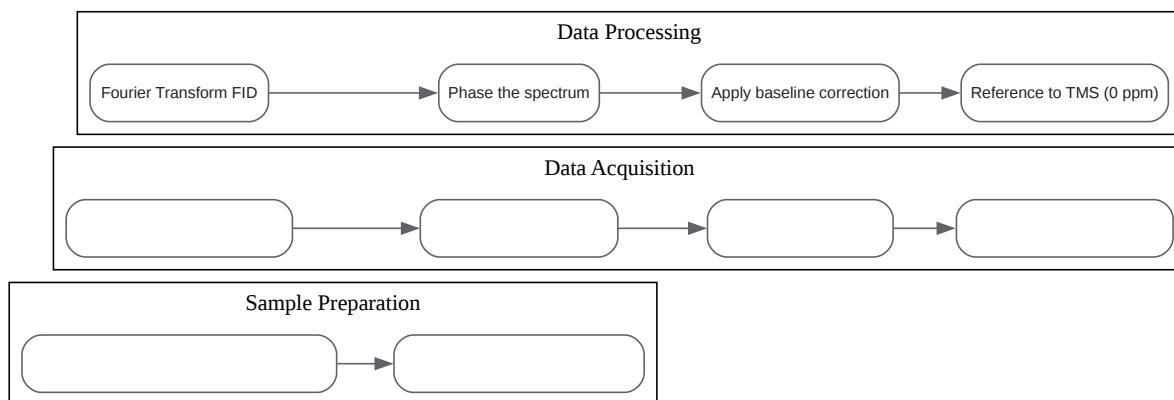 Data Processing
Fourier Transform FID
Phase the spectrum
Apply baseline correction
Reference to TMS (0 ppm)
Data Acquisition
Sample Preparation